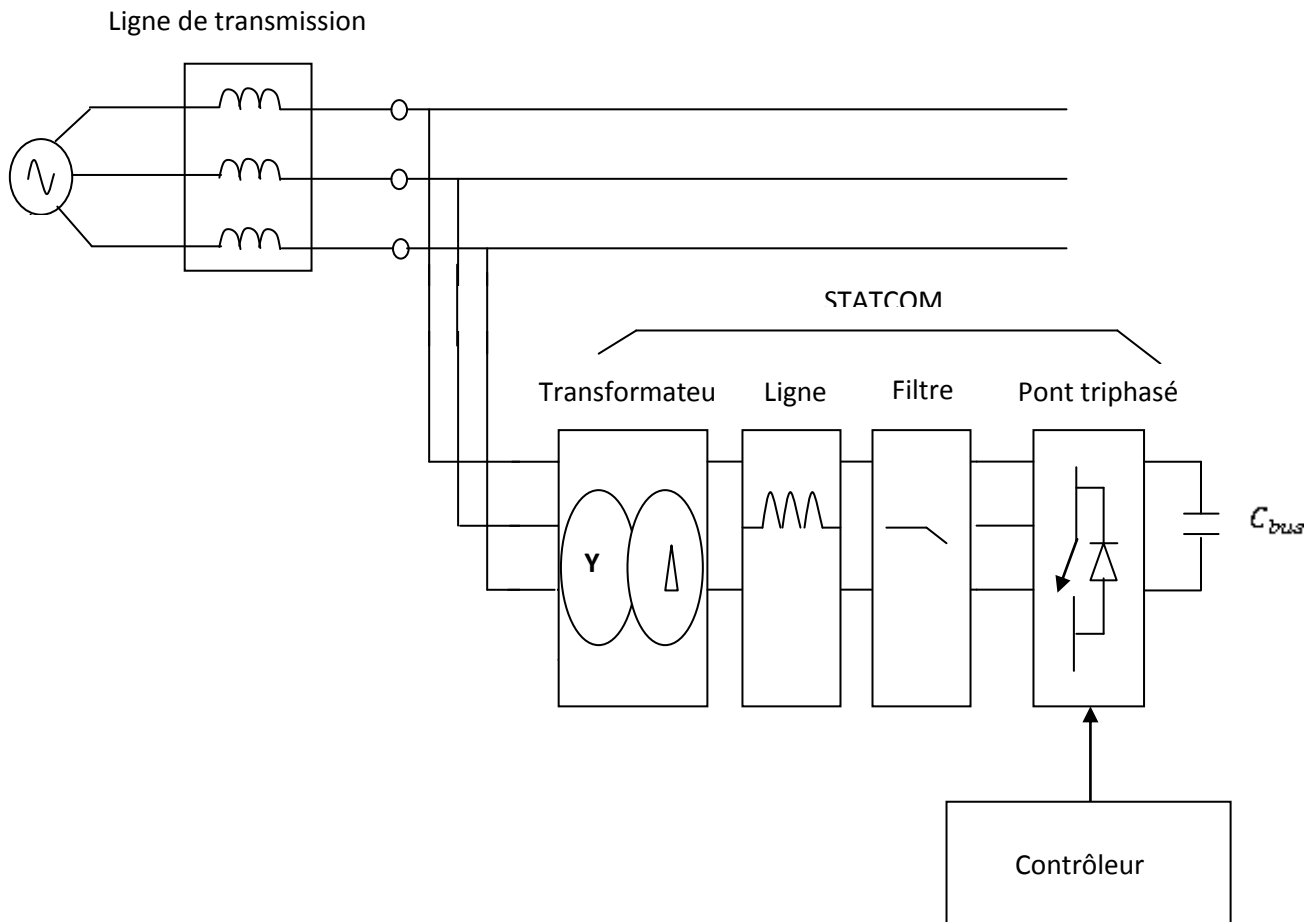 Ligne de transmission
STATCOM
Transformateu
Ligne
Filtre
Pont triphasé
Y
Δ
C_bus
Contrôleur